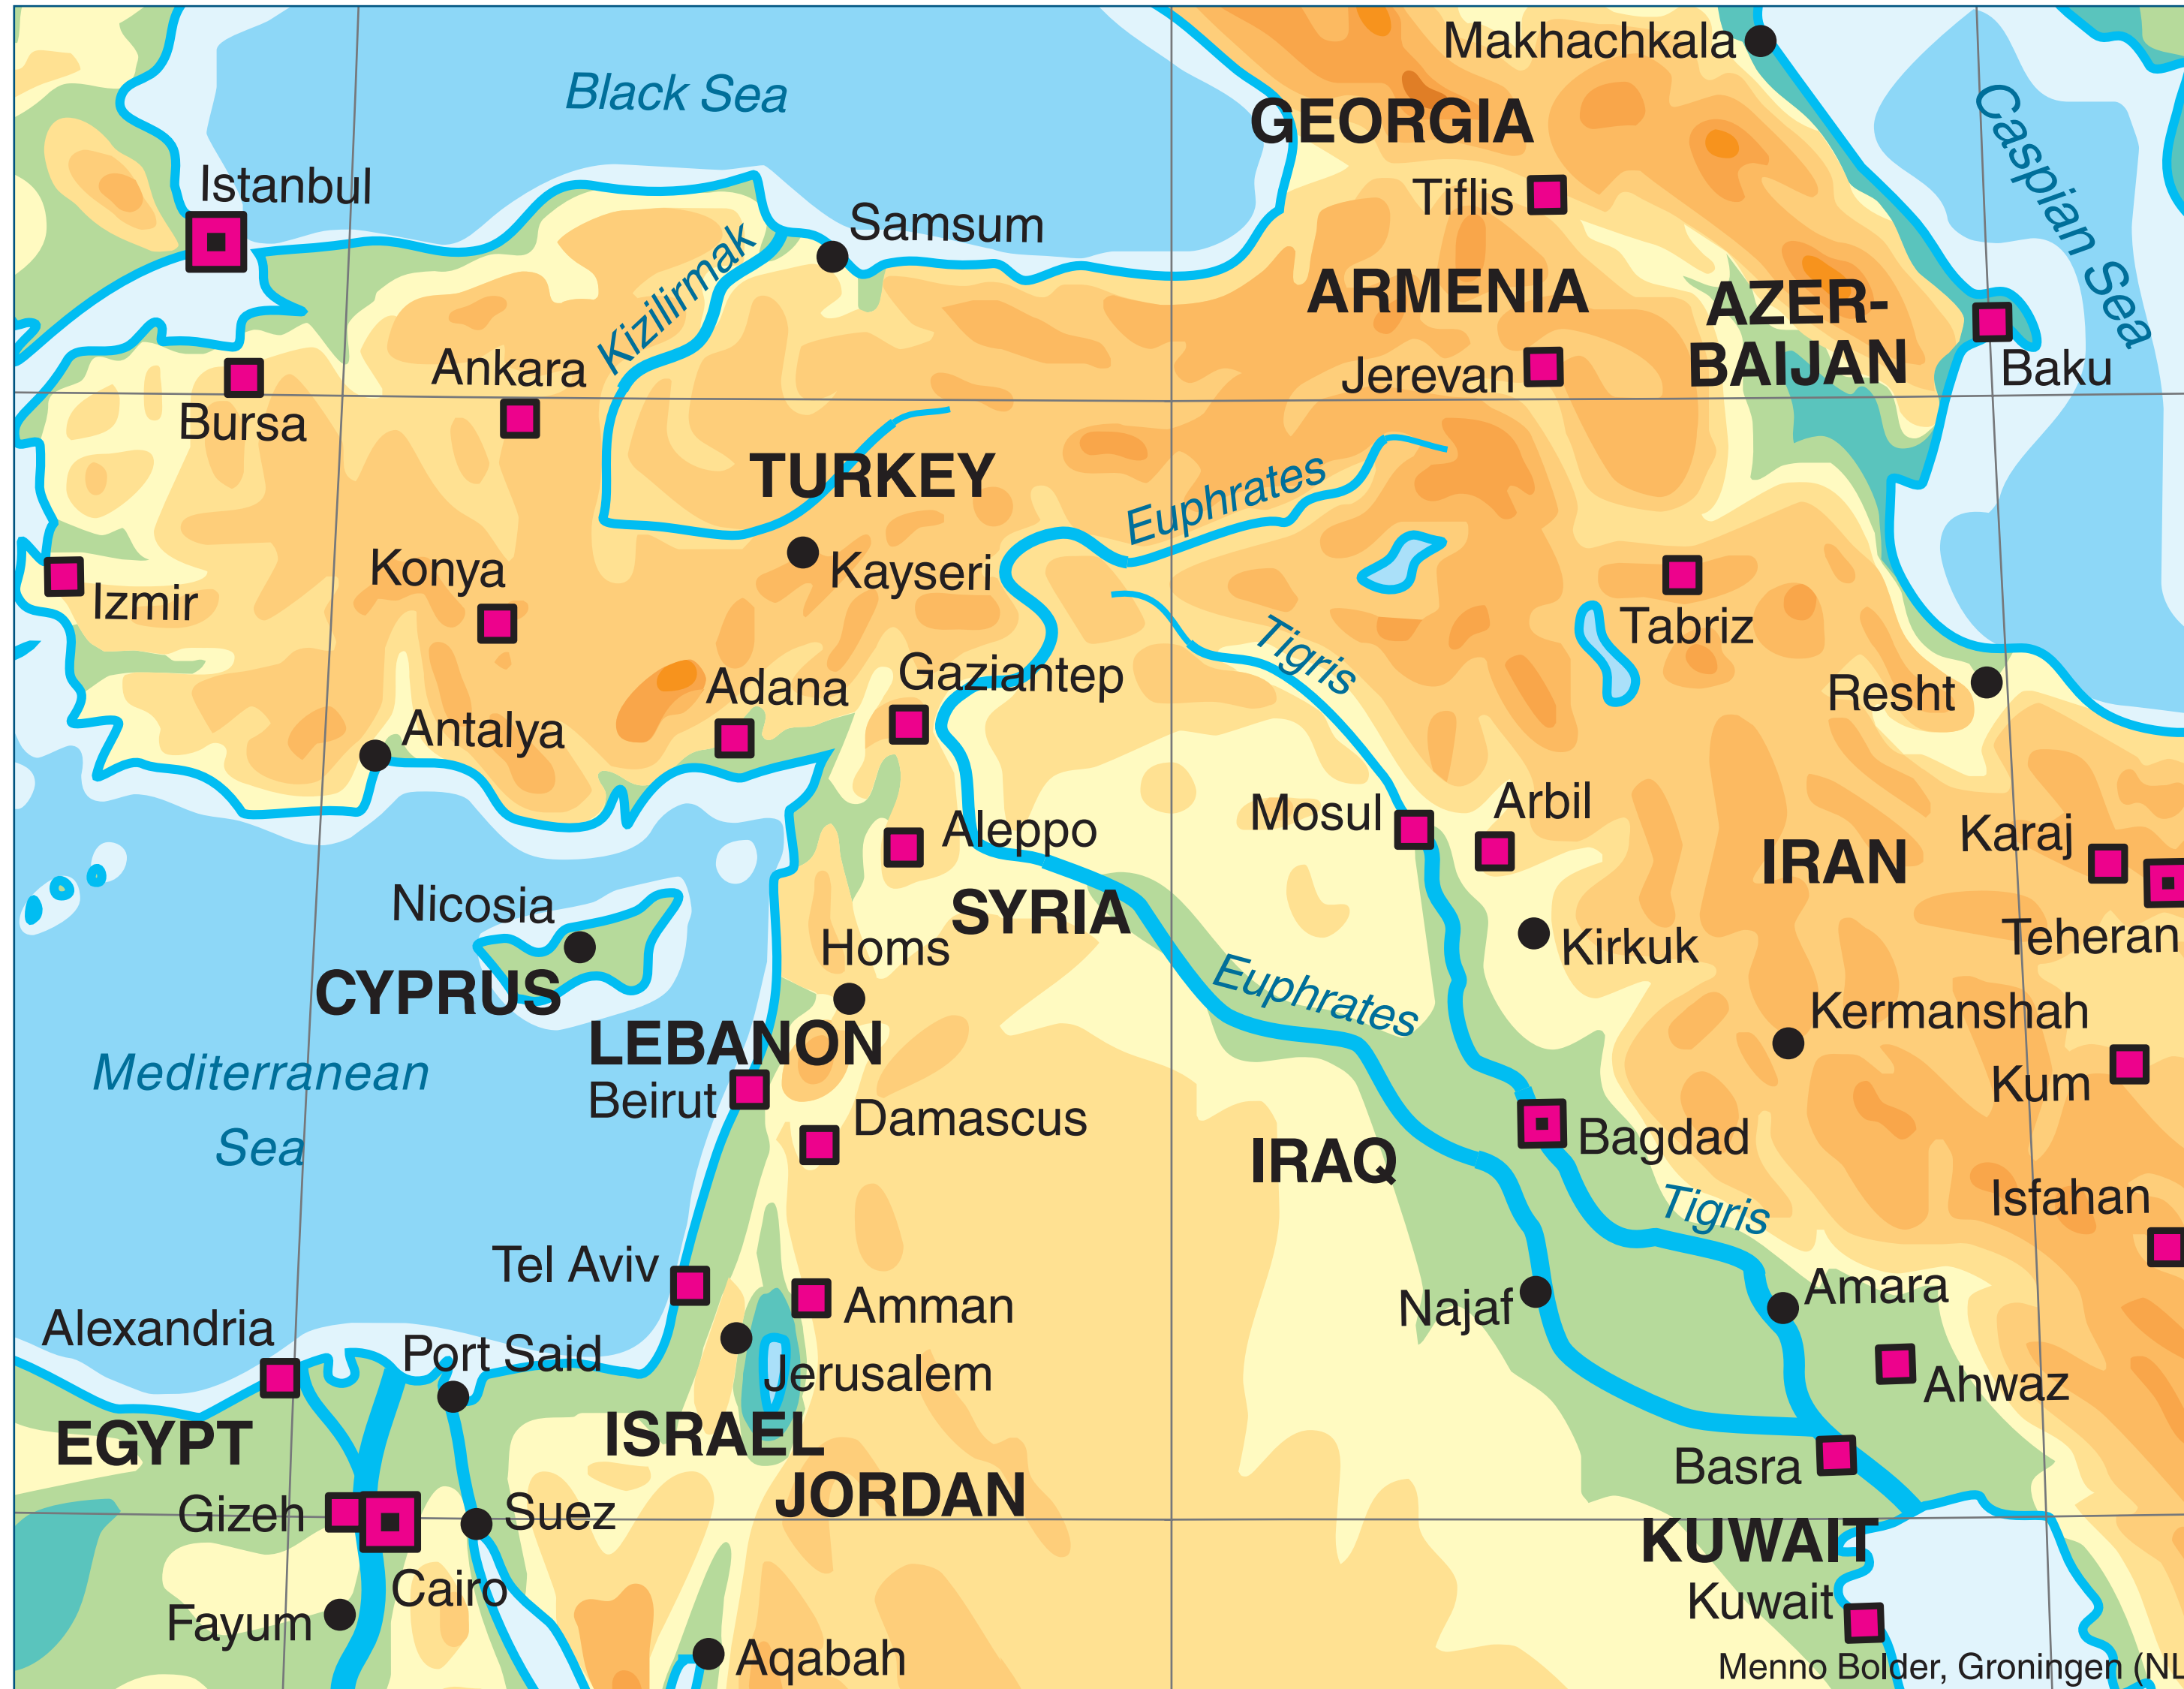 Makhachkala
Black Sea
GEORGIA
Caspian Sea
Istanbul
Tiflis
Samsum
Kizilirmak
ARMENIA
AZER-
BAIJAN
Ankara
Jerevan
Baku
Bursa
TURKEY
Euphrates
Konya
Kayseri
Izmir
Tigris
Tabriz
Gaziantep
Adana
Resht
Antalya
Mosul
Arbil
Aleppo
IRAN
Karaj
Nicosia
SYRIA
Teheran
Homs
Kirkuk
CYPRUS
Euphrates
Kermanshah
LEBANON
Mediterranean
Sea
Beirut
Kum
Damascus
Bagdad
IRAQ
Isfahan
Tigris
Tel Aviv
Amara
Alexandria
Amman
Najaf
Port Said
Jerusalem
Ahwaz
EGYPT
ISRAEL
Basra
JORDAN
Gizeh
Suez
KUWAIT
Cairo
Kuwait
Fayum
Aqabah
Menno Bolder, Groningen (NL